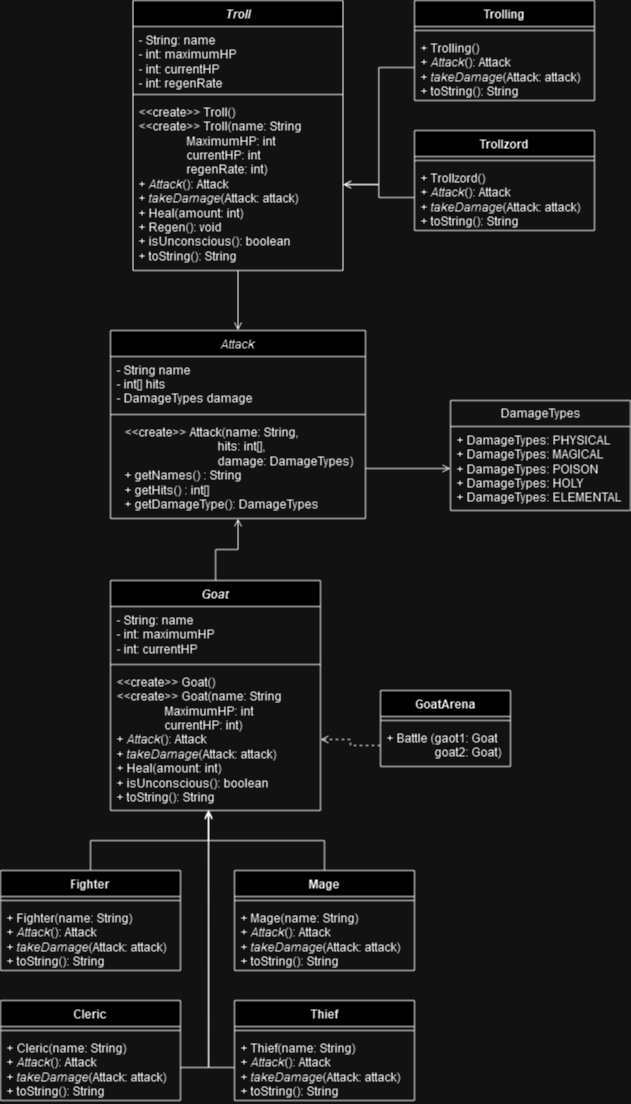 Troll
- String: name
- int: maximumHP
- int: currentHP
- int: regenRate
<<create>> Troll()
<<create>> Troll(name: String
MaximumHP: int
currentHP: int
regenRate: int)
+ Attack(): Attack
+ takeDamage(Attack: attack)
+ Heal(amount: int)
+ Regen(): void
+ isUnconscious(): boolean
+ toString(): String
Trolling
+ Trolling()
+ Attack(): Attack
+ takeDamage(Attack: attack)
+ toString(): String
Trollzord
+ Trollzord()
+ Attack(): Attack
+ takeDamage(Attack: attack)
+ toString(): String
Attack
- String name
- int[] hits
- DamageTypes damage
<<create>> Attack(name: String,
hits: int[],
damage: DamageTypes)
+ getNames() : String
+ getHits() : int[]
+ getDamageType(): DamageTypes
DamageTypes
+ DamageTypes: PHYSICAL
+ DamageTypes: MAGICAL
+ DamageTypes: POISON
+ DamageTypes: HOLY
+ DamageTypes: ELEMENTAL
Goat
- String: name
- int: maximumHP
- int: currentHP
<<create>> Goat()
<<create>> Goat(name: String
MaximumHP: int
currentHP: int)
+ Attack(): Attack
+ takeDamage(Attack: attack)
+ Heal(amount: int)
+ isUnconscious(): boolean
+ toString(): String
GoatArena
+ Battle (gaot1: Goat
goat2: Goat)
Fighter
+ Fighter(name: String)
+ Attack(): Attack
+ takeDamage(Attack: attack)
+ toString(): String
Mage
+ Mage(name: String)
+ Attack(): Attack
+ takeDamage(Attack: attack)
+ toString(): String
Cleric
+ Cleric(name: String)
+ Attack(): Attack
+ takeDamage(Attack: attack)
+ toString(): String
Thief
+ Thief(name: String)
+ Attack(): Attack
+ takeDamage(Attack: attack)
+ toString(): String